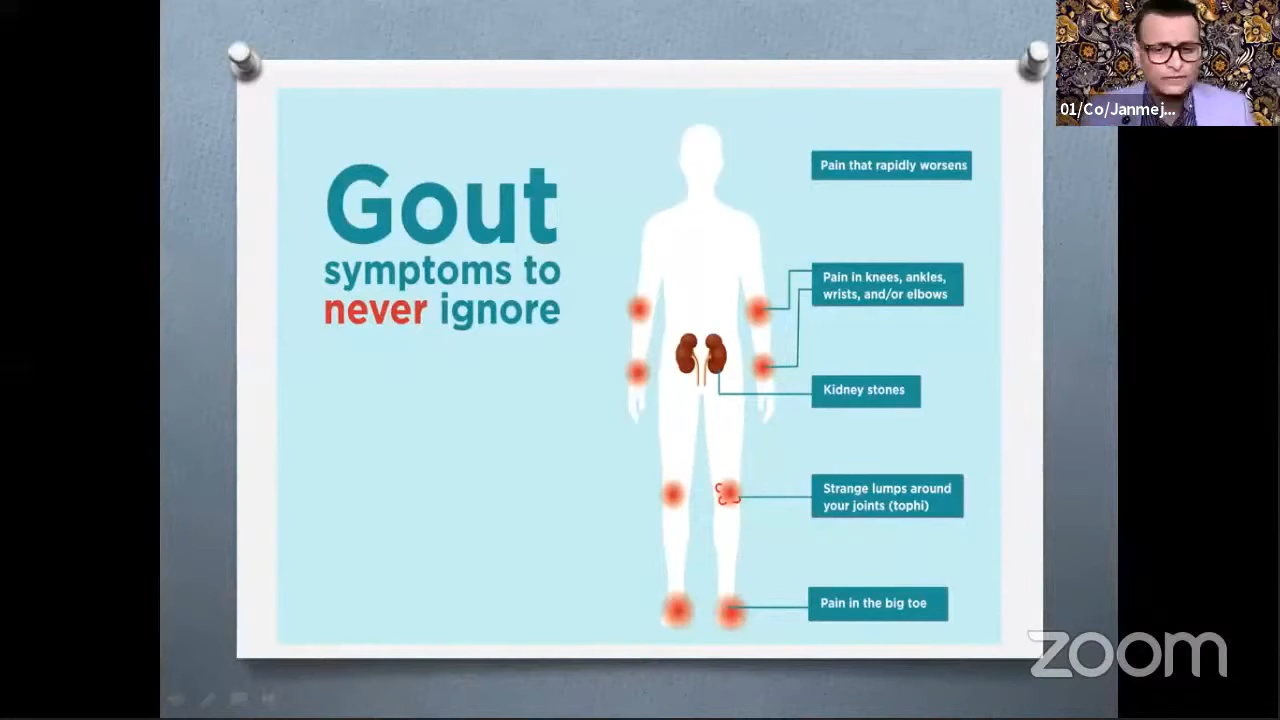 01/Co/Janmej...
Gout
symptoms to
never ignore
Pain that rapidly worsens
Pain in knees, ankles,
wrists, and/or elbows
Kidney stones
Strange lumps around
your joints (tophi)
Pain in the big toe
zoom